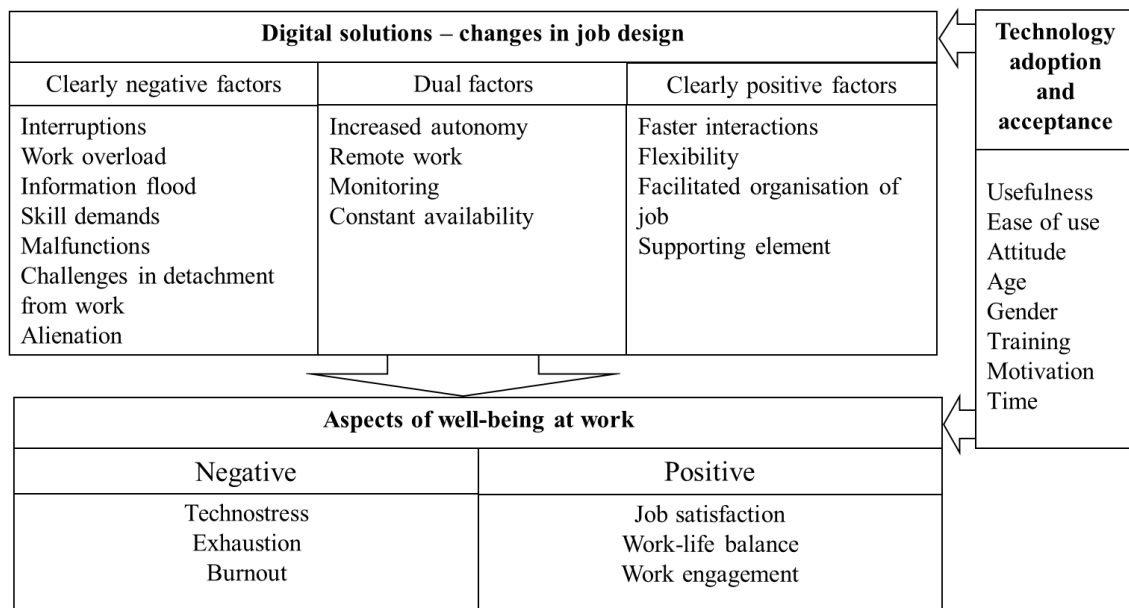 Digital solutions – changes in job design
Clearly negative factors
Interruptions
Work overload
Information flood
Skill demands
Malfunctions
Challenges in detachment
from work
Alienation
Dual factors
Increased autonomy
Remote work
Monitoring
Constant availability
Clearly positive factors
Faster interactions
Flexibility
Facilitated organisation of
job
Supporting element
Technology
adoption
and
acceptance
Usefulness
Ease of use
Attitude
Age
Gender
Training
Motivation
Time
Aspects of well-being at work
Negative
Technostress
Exhaustion
Burnout
Positive
Job satisfaction
Work-life balance
Work engagement